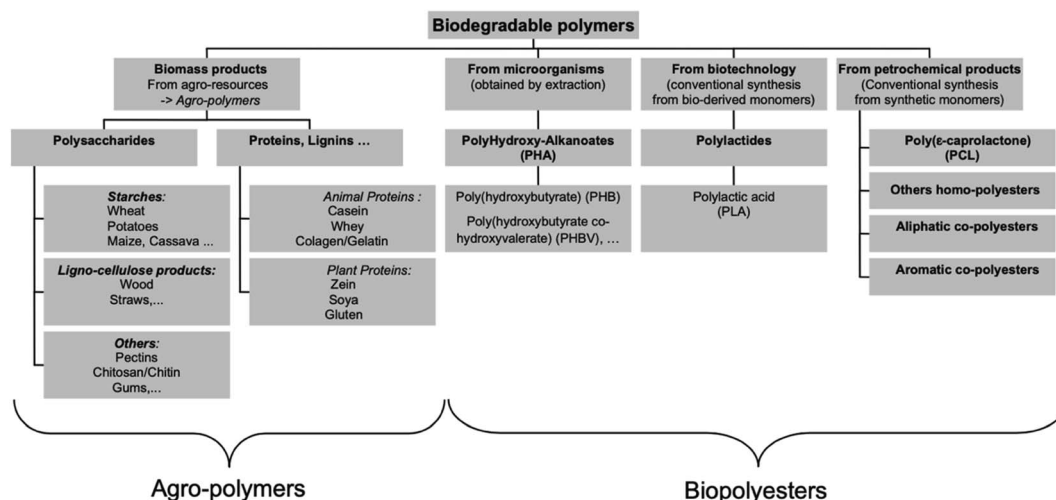 Biodegradable polymers
Biomass products
From agro-resources
-> Agro-polymers
From microorganisms
(obtained by extraction)
From biotechnology
(conventional synthesis
from bio-derived monomers)
From petrochemical products
(Conventional synthesis
from synthetic monomers)
Polysaccharides
Proteins, Lignins ...
PolyHydroxy-Alkanoates
(PHA)
Polylactides
Poly(ε-caprolactone)
(PCL)
Others homo-polyesters
Aliphatic co-polyesters
Aromatic co-polyesters
Starches:
Wheat
Potatoes
Maize, Cassava ...
Ligno-cellulose products:
Wood
Straws,...
Others:
Pectins
Chitosan/Chitin
Gums,...
Animal Proteins :
Casein
Whey
Colagen/Gelatin
Plant Proteins:
Zein
Soya
Gluten
Poly(hydroxybutyrate) (PHB)
Poly(hydroxybutyrate co-
hydroxyvalerate) (PHBV), ...
Polylactic acid
(PLA)
Agro-polymers
Biopolyesters